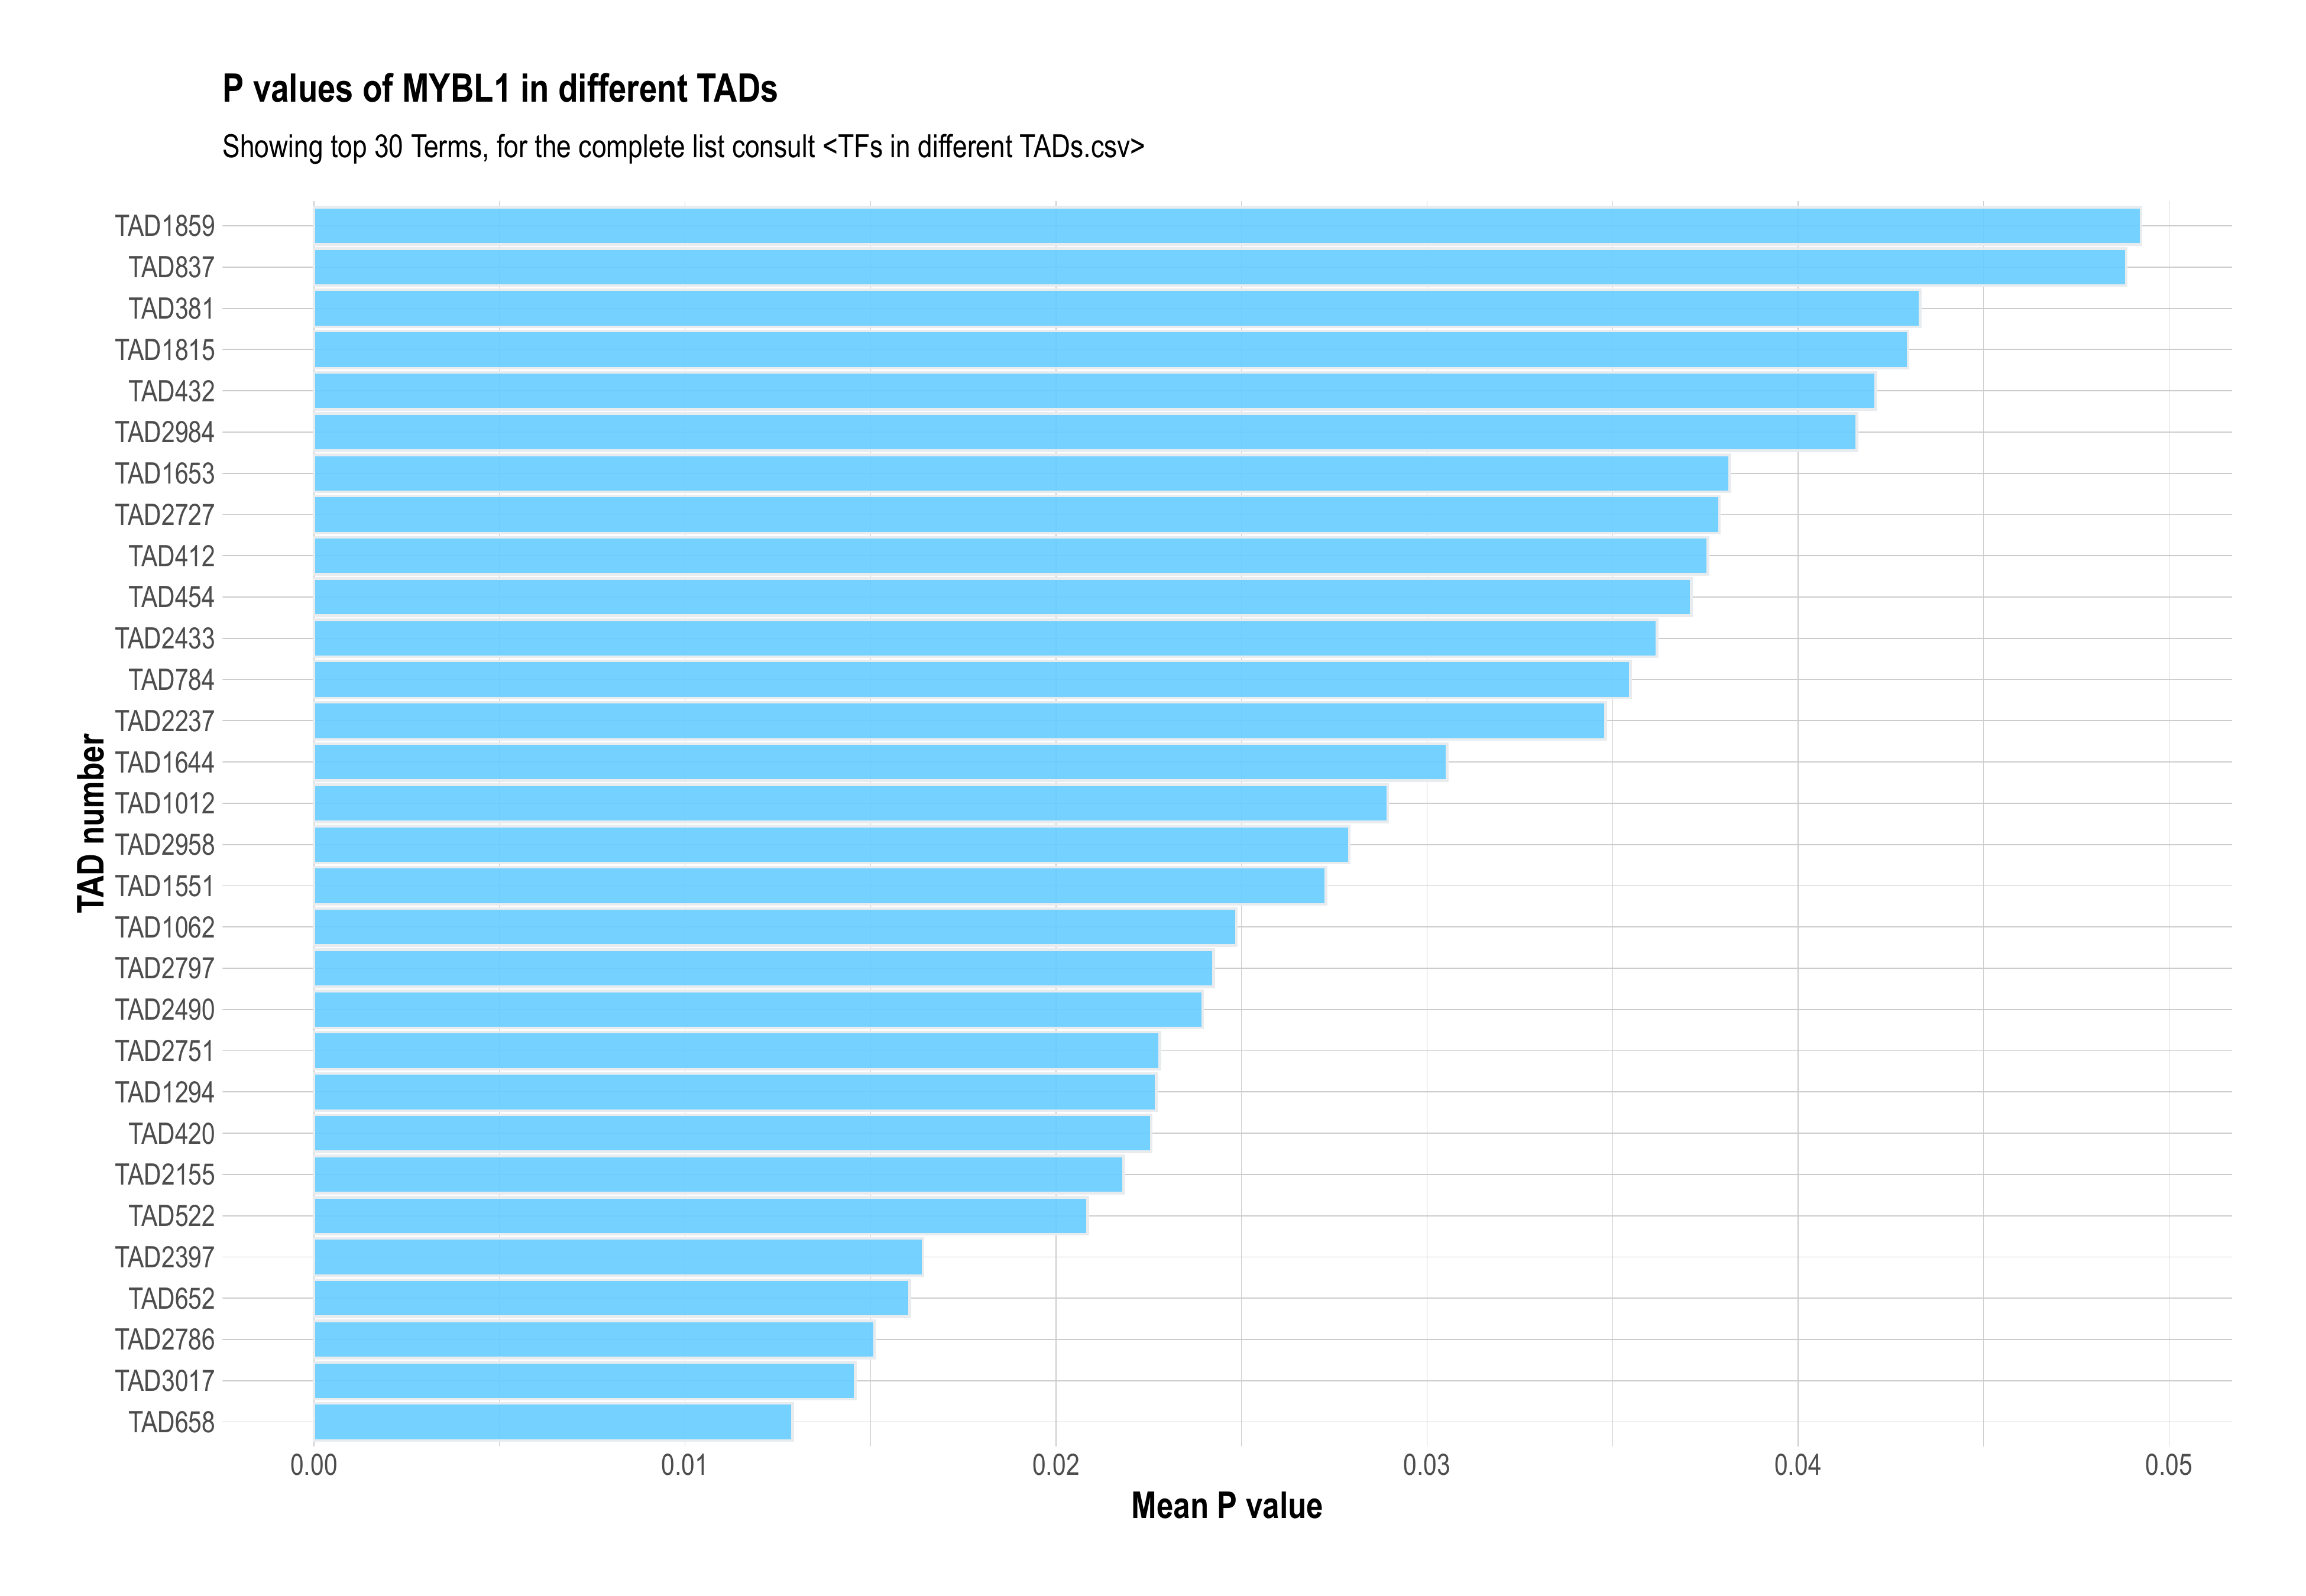 P values of MYBL1 in different TADs
Showing top 30 Terms, for the complete list consult <TFs in different TADs.csv>
TAD number
TAD1859
TAD837
TAD381
TAD1815
TAD432
TAD2984
TAD1653
TAD2727
TAD412
TAD454
TAD2433
TAD784
TAD2237
TAD1644
TAD1012
TAD2958
TAD1551
TAD1062
TAD2797
TAD2490
TAD2751
TAD1294
TAD420
TAD2155
TAD522
TAD2397
TAD652
TAD2786
TAD3017
TAD658
0.00 0.01 0.02 0.03 0.04 0.05
Mean P value